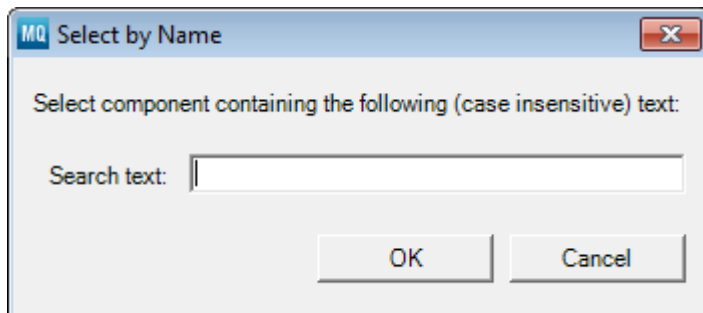 MQ Select by Name
Select component containing the following (case insensitive) text:
Search text:
OK Cancel